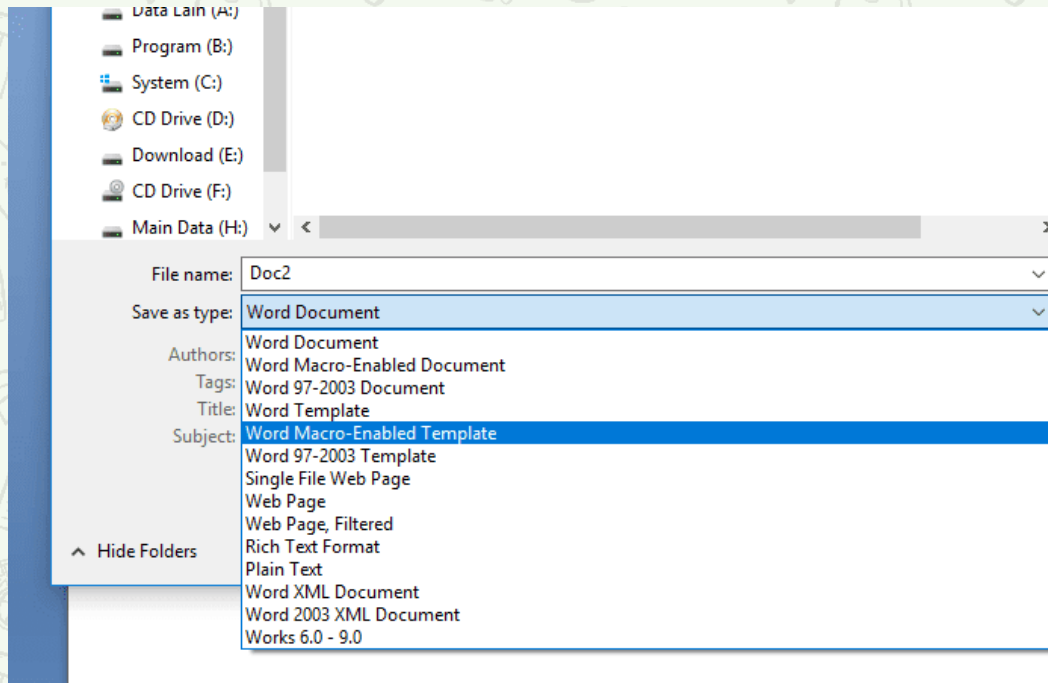 Data Lain (A:)
Program (B:)
System (C:)
CD Drive (D:)
Download (E:)
CD Drive (F:)
Main Data (H:)
File name: Doc2
Save as type: Word Document
Authors:
Tags:
Title:
Subject:
Word Document
Word Macro-Enabled Document
Word 97-2003 Document
Word Template
Word Macro-Enabled Template
Word 97-2003 Template
Single File Web Page
Web Page
Web Page, Filtered
Rich Text Format
Plain Text
Word XML Document
Word 2003 XML Document
Works 6.0 - 9.0
Hide Folders